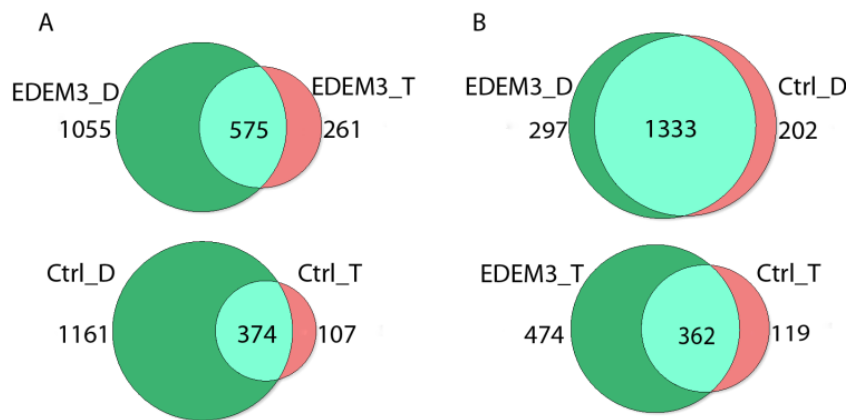 A
EDEM3_D
EDEM3_T
1055
575
261
Ctrl_D
Ctrl_T
1161
374
107
B
EDEM3_D
Ctrl_D
297
1333
202
EDEM3_T
Ctrl_T
474
362
119